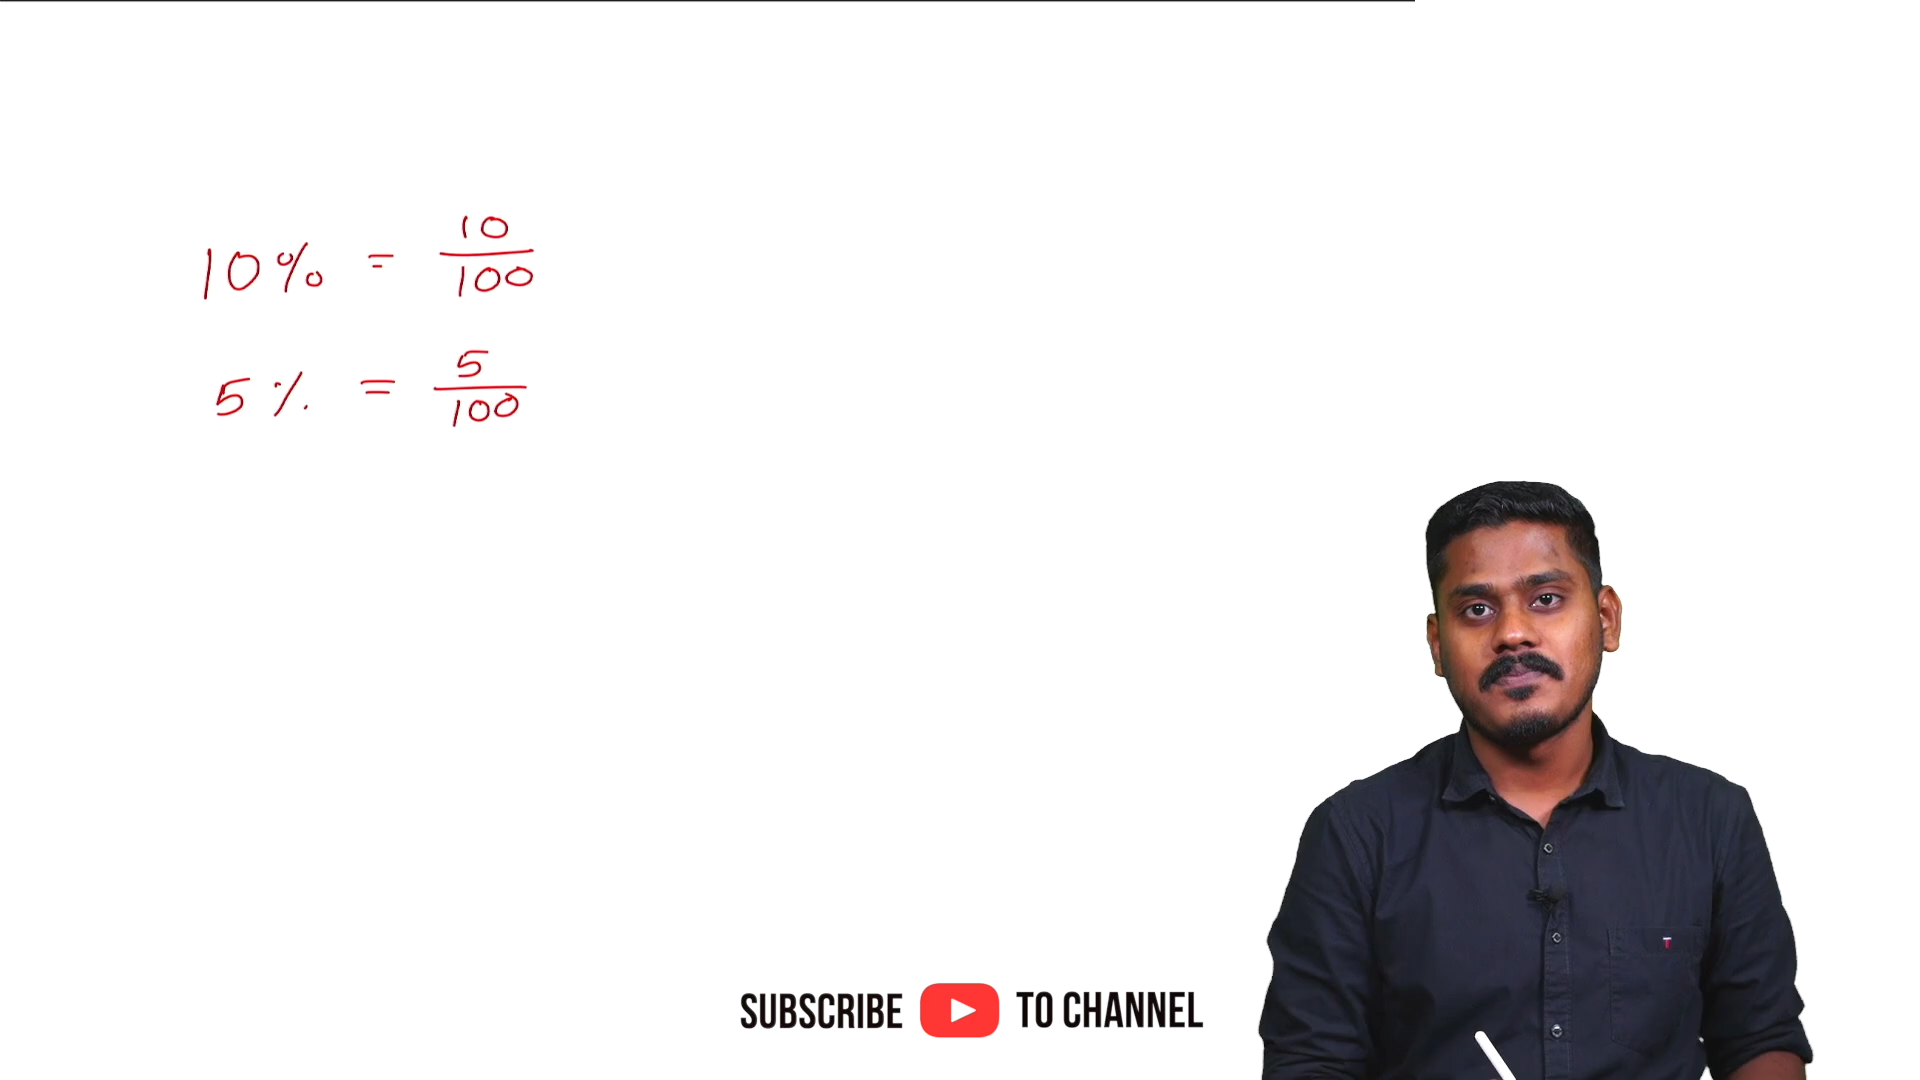 10% = 10/100
5% = 5/100
SUBSCRIBE TO CHANNEL